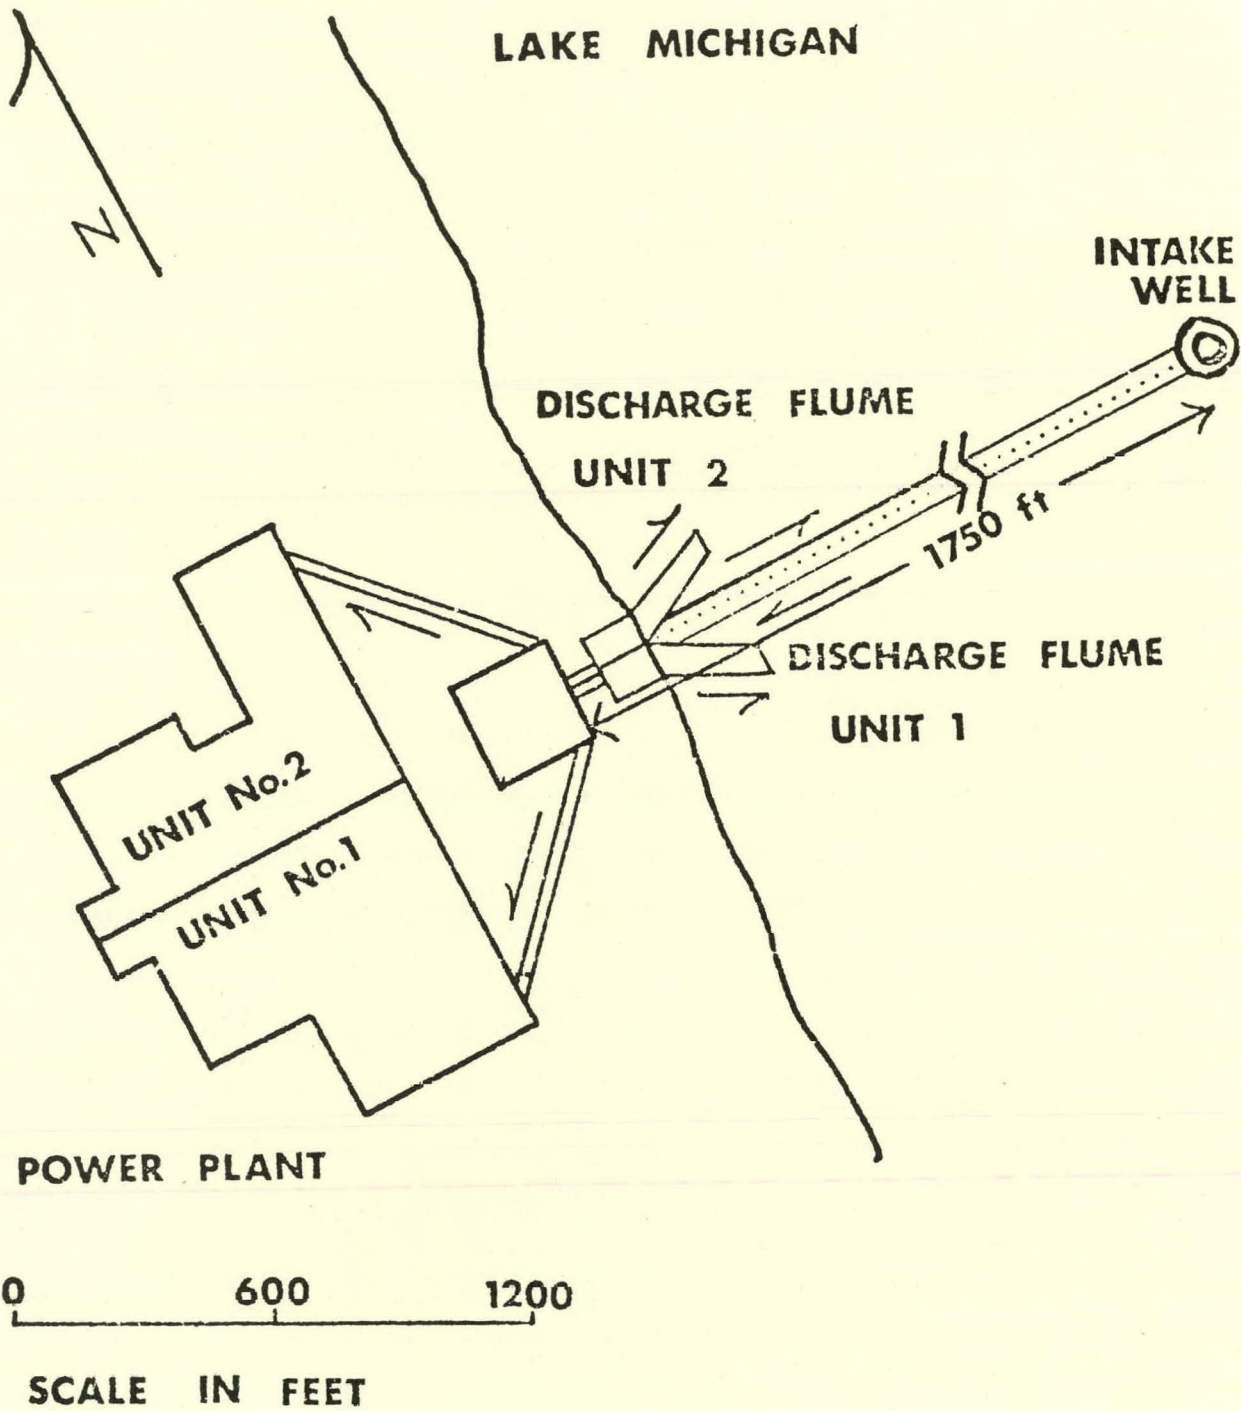 LAKE MICHIGAN
N
INTAKE
WELL
DISCHARGE FLUME
UNIT 2
1750 ft
DISCHARGE FLUME
UNIT 1
UNIT No.2
UNIT No.1
POWER PLANT
0 600 1200
SCALE IN FEET